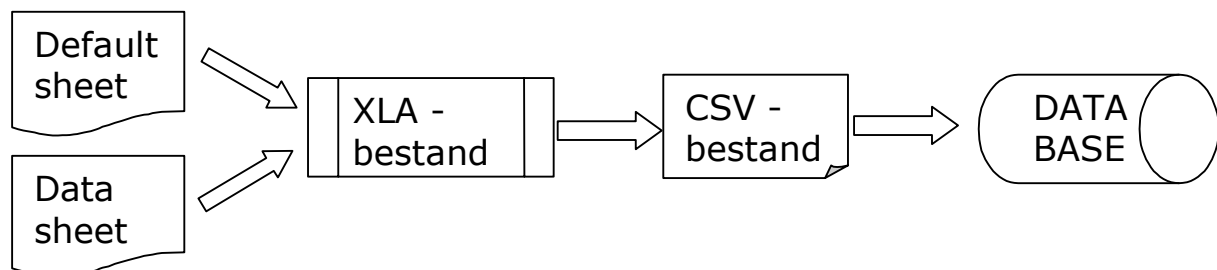 Default
sheet
Data
sheet
XLA -
bestand
CSV -
bestand
DATA
BASE